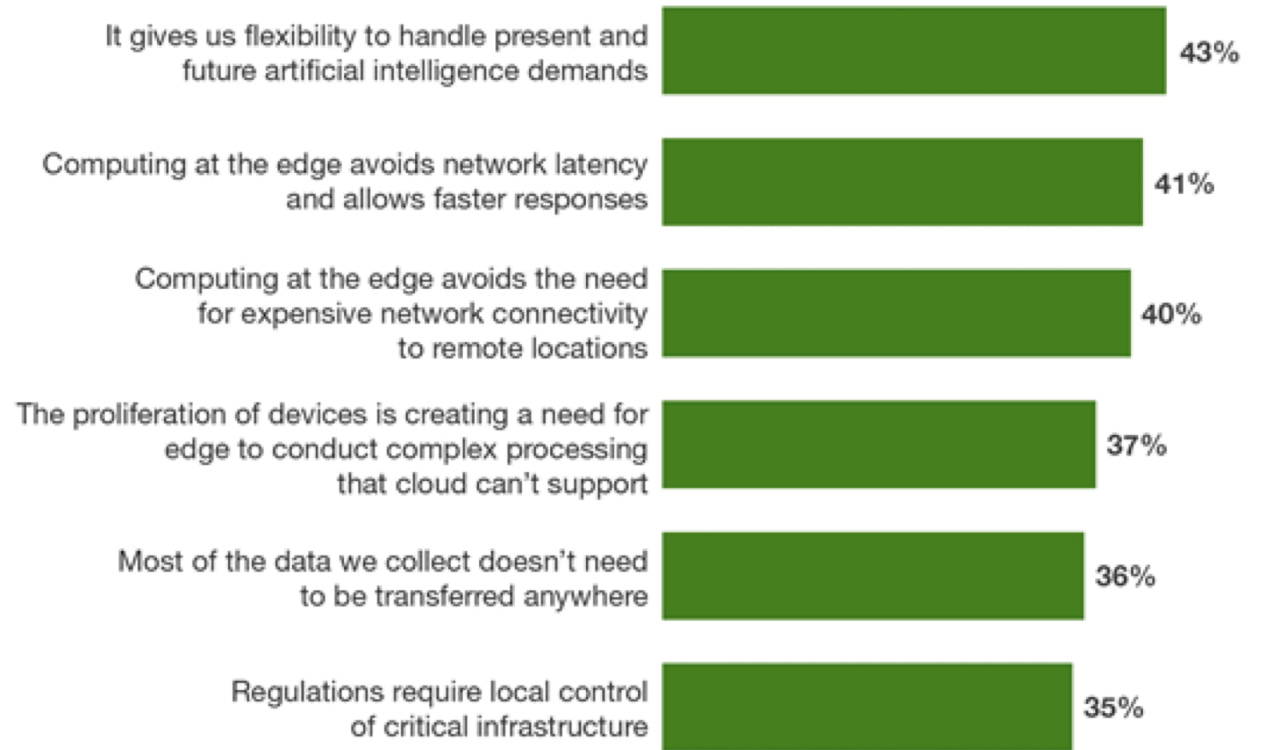 It gives us flexibility to handle present and
future artificial intelligence demands
43%
Computing at the edge avoids network latency
and allows faster responses
41%
Computing at the edge avoids the need
for expensive network connectivity
to remote locations
40%
The proliferation of devices is creating a need for
edge to conduct complex processing
that cloud can’t support
37%
Most of the data we collect doesn’t need
to be transferred anywhere
36%
Regulations require local control
of critical infrastructure
35%